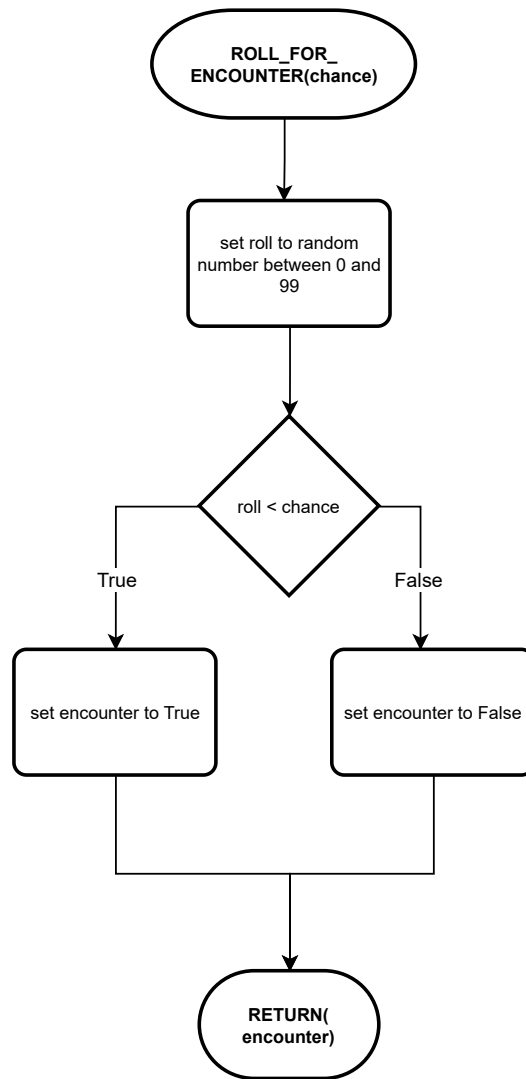 ROLL_FOR_
ENCOUNTER(chance)
set roll to random
number between 0 and
99
roll < chance
True
False
set encounter to True
set encounter to False
RETURN(
encounter)